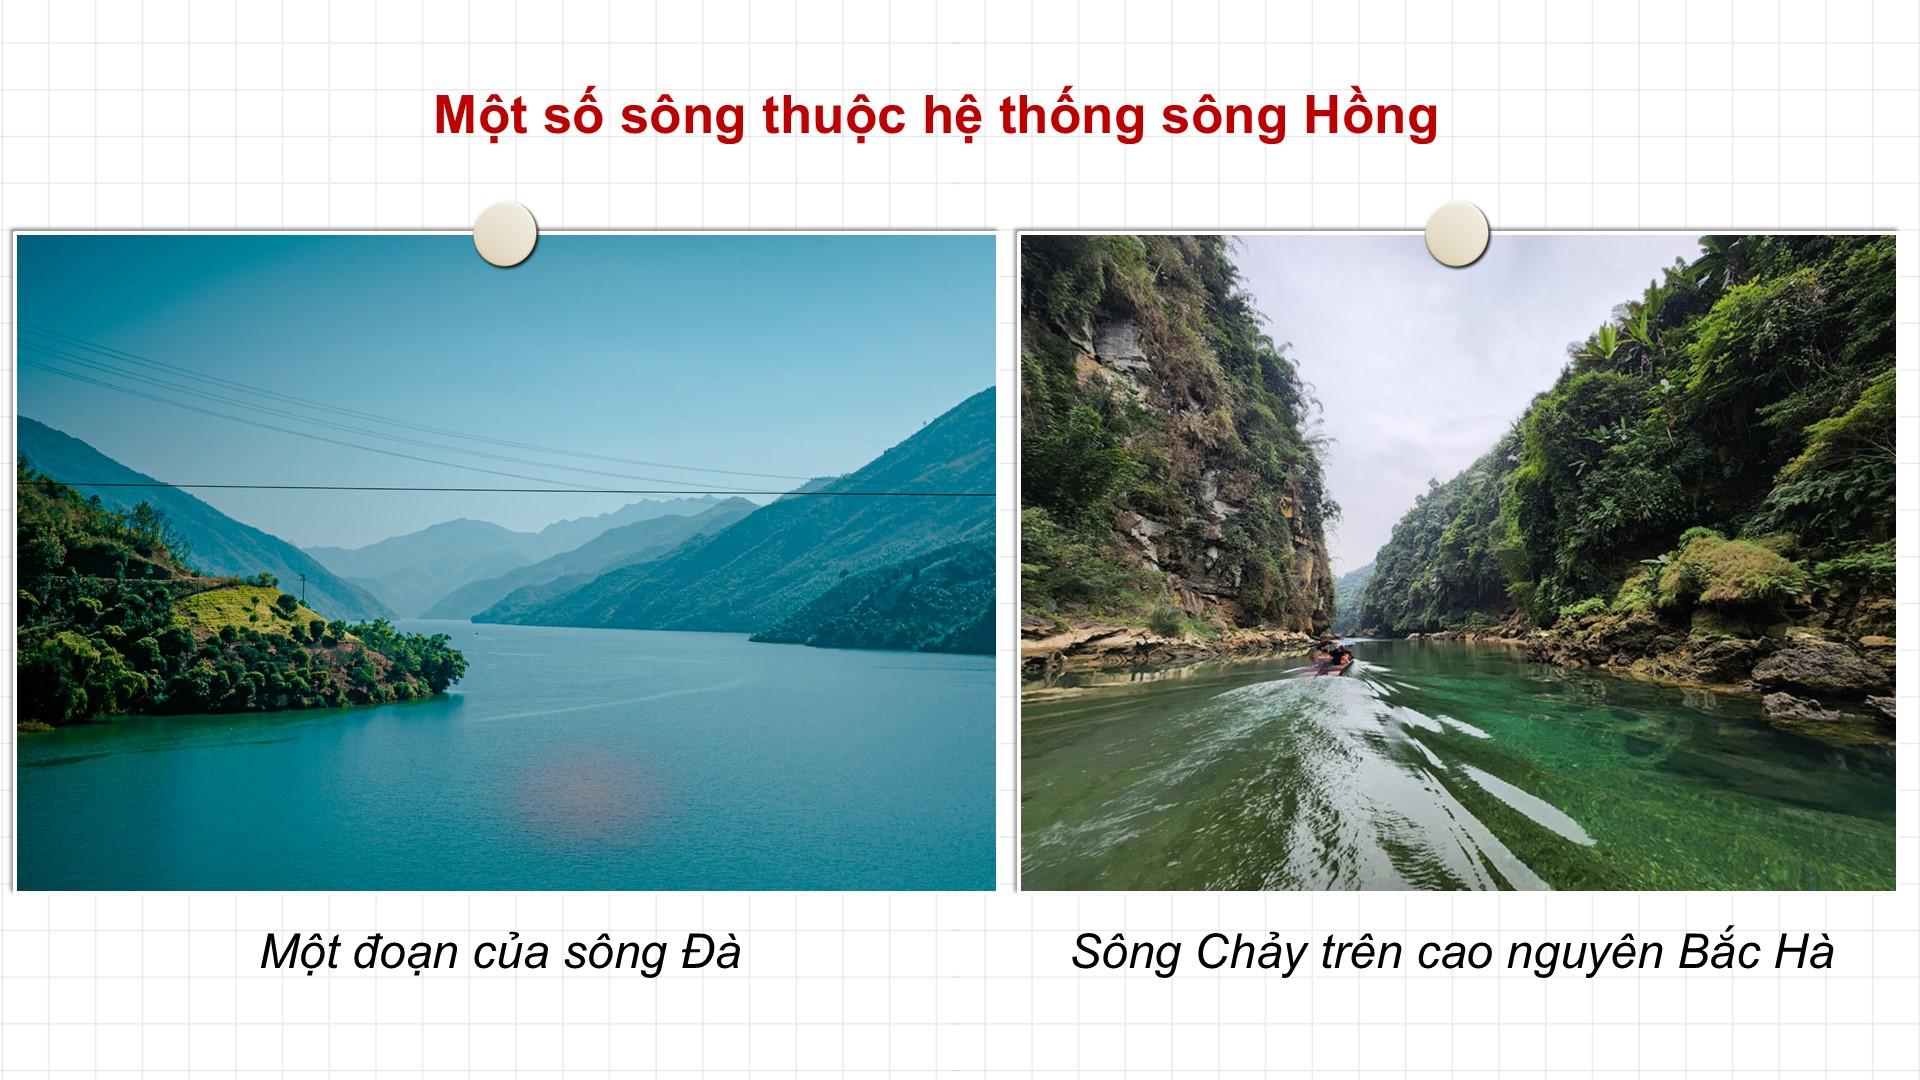 Một số sông thuộc hệ thống sông Hồng
Một đoạn của sông Đà
Sông Chảy trên cao nguyên Bắc Hà